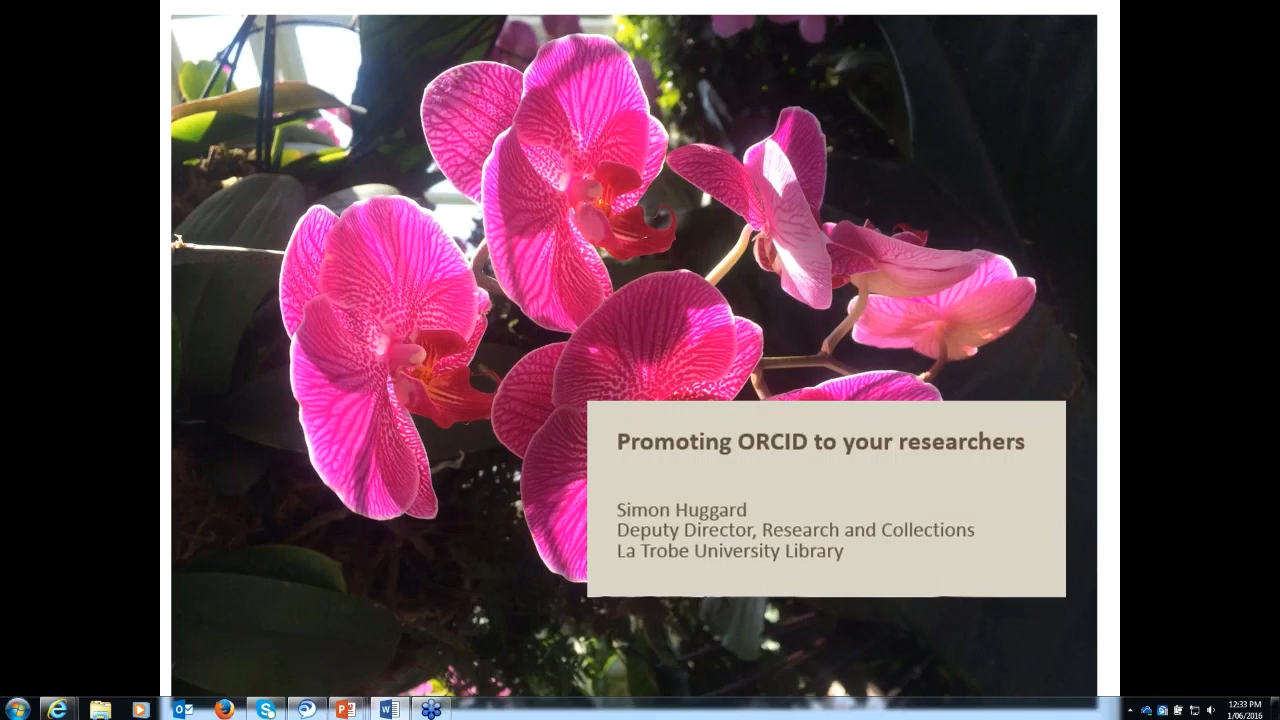 Promoting ORCID to your researchers
Simon Huggard
Deputy Director, Research and Collections
La Trobe University Library
12:33 PM
1/06/2016